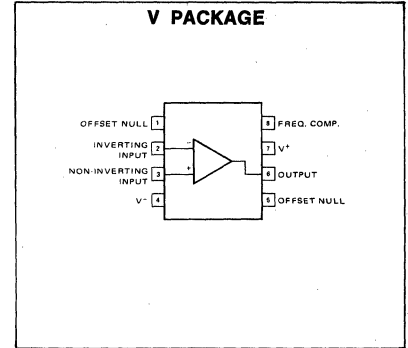 V PACKAGE
OFFSET NULL 1
INVERTING
INPUT 2
NON-INVERTING
INPUT 3
V- 4
8 FREQ. COMP.
7 V+
6 OUTPUT
5 OFFSET NULL
-
+